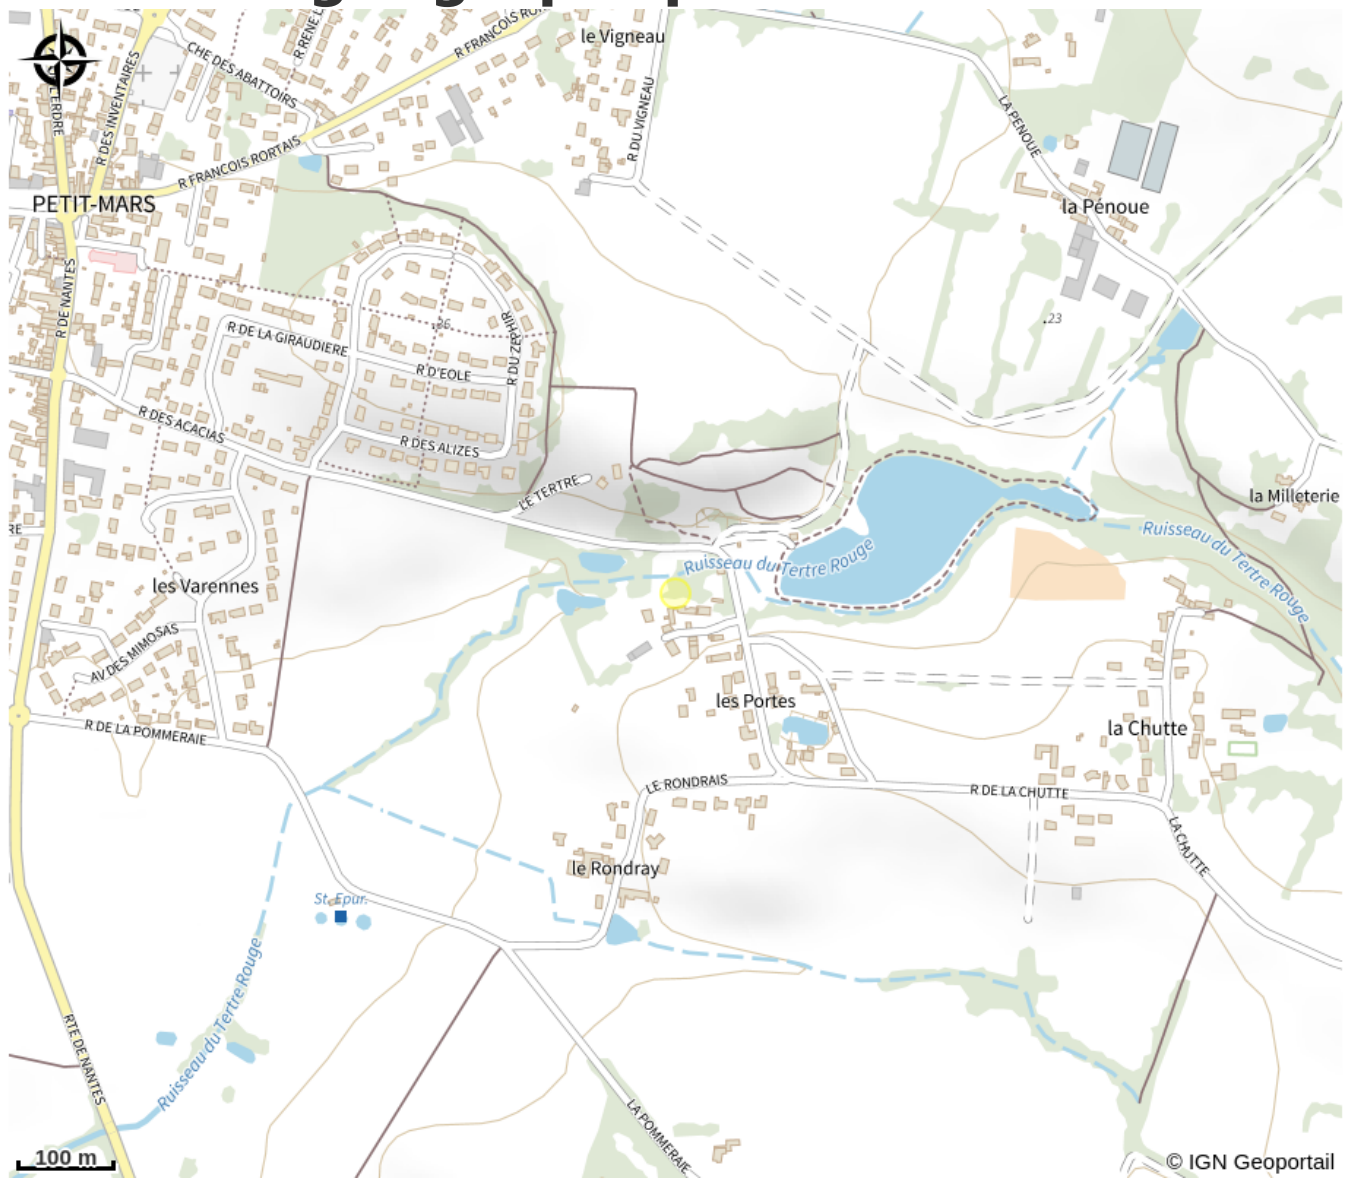 le Vigneau
R FRANCOIS RO
R RENE L
CHE DES ABATTOIRS
R DES INVENTAIRES
ERDRE
R DU VIGNEAU
LA PENOUE
R FRANCOIS RORTAIS
PETIT-MARS
la Pénoue
R DE NANTES
R DE LA GIRAUDIERE
.36
R DU ZEPHIR
.23
R D'EOLE
R DES ACACIAS
R DES ALIZES
LE TERTRE
la Milleterie
RE
Ruisseau du Tertre Rouge
Ruisseau du Tertre Rouge
les Varennes
AV DES MIMOSAS
les Portes
R DE LA POMMERAIE
la Chutte
LE RONDRAIS
R DE LA CHUTTE
LA CHUTTE
le Rondray
St. Epur.
Ruisseau du Tertre Rouge
RTE DE NANTES
LA POMMERAIE
100 m
© IGN Geoportail